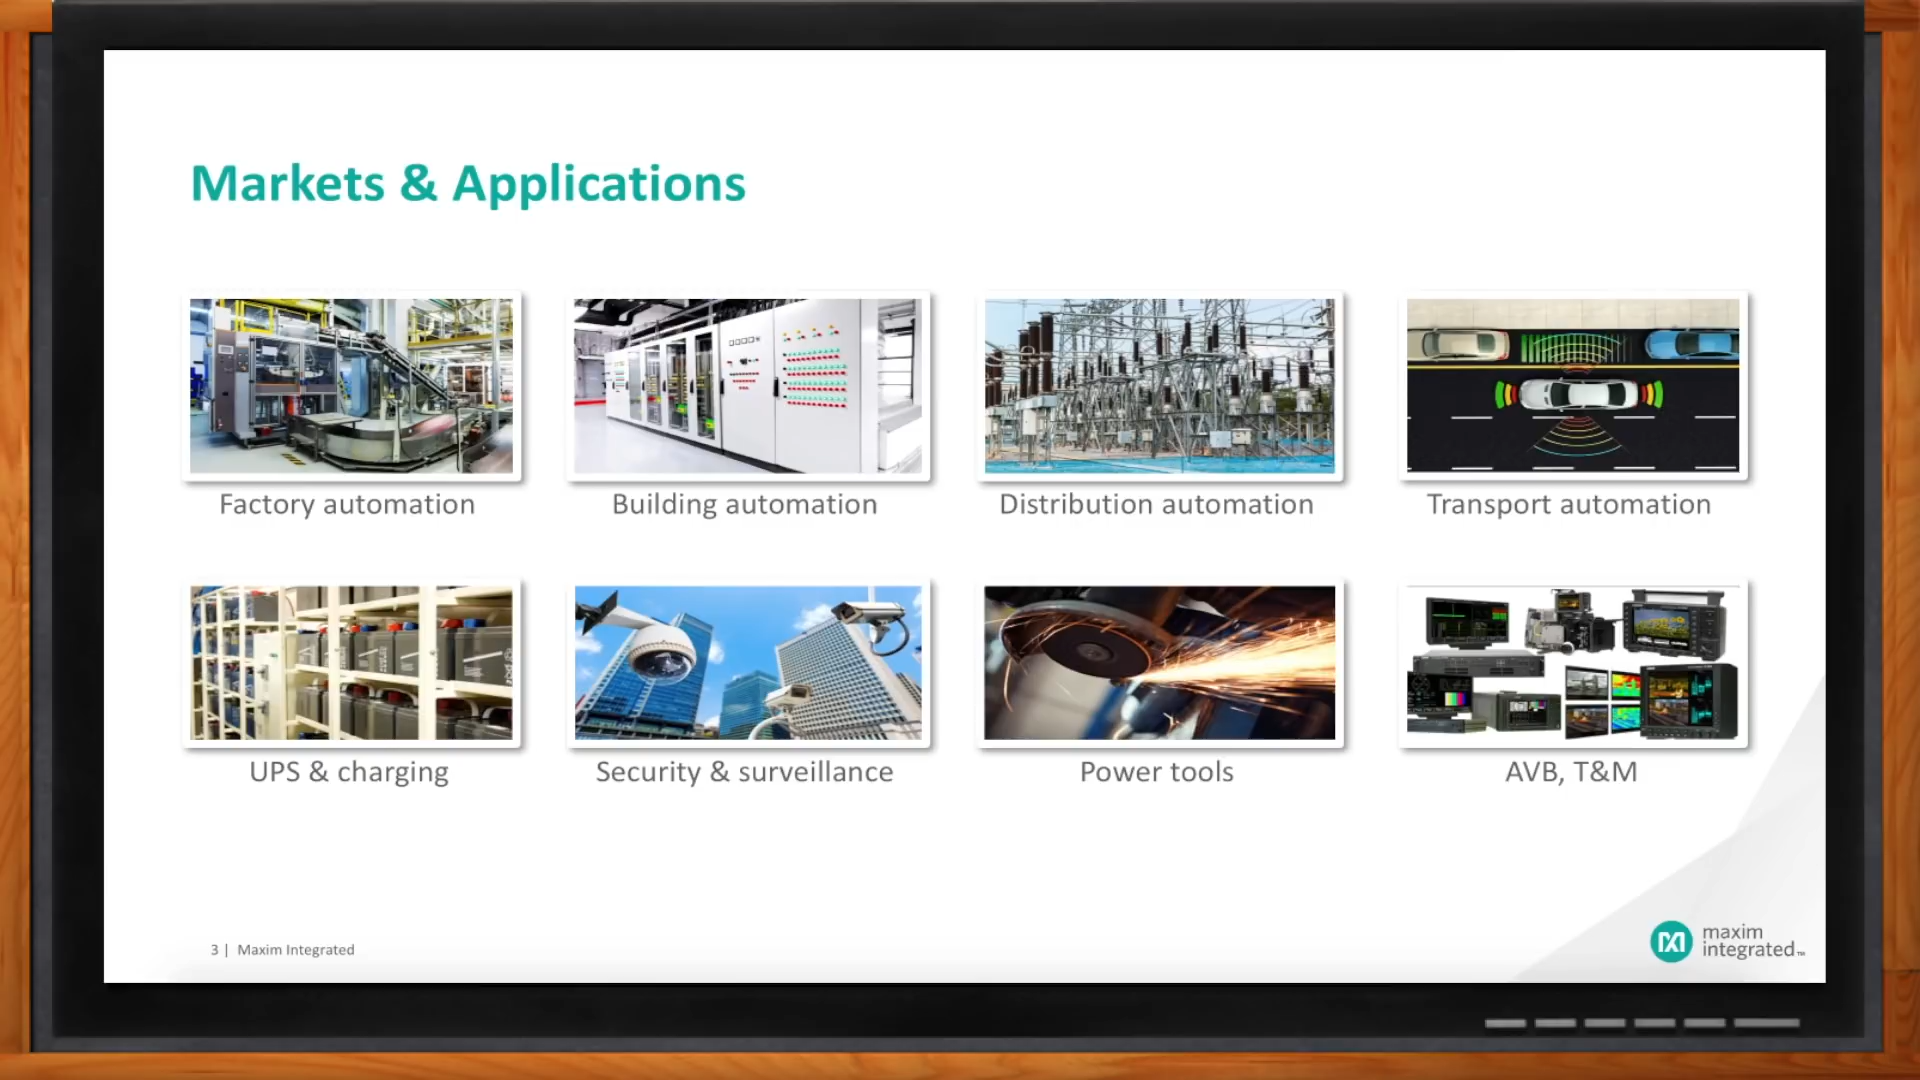 Markets & Applications
Factory automation
Building automation
Distribution automation
Transport automation
UPS & charging
Security & surveillance
Power tools
AVB, T&M
3 | Maxim Integrated
maxim
integrated™